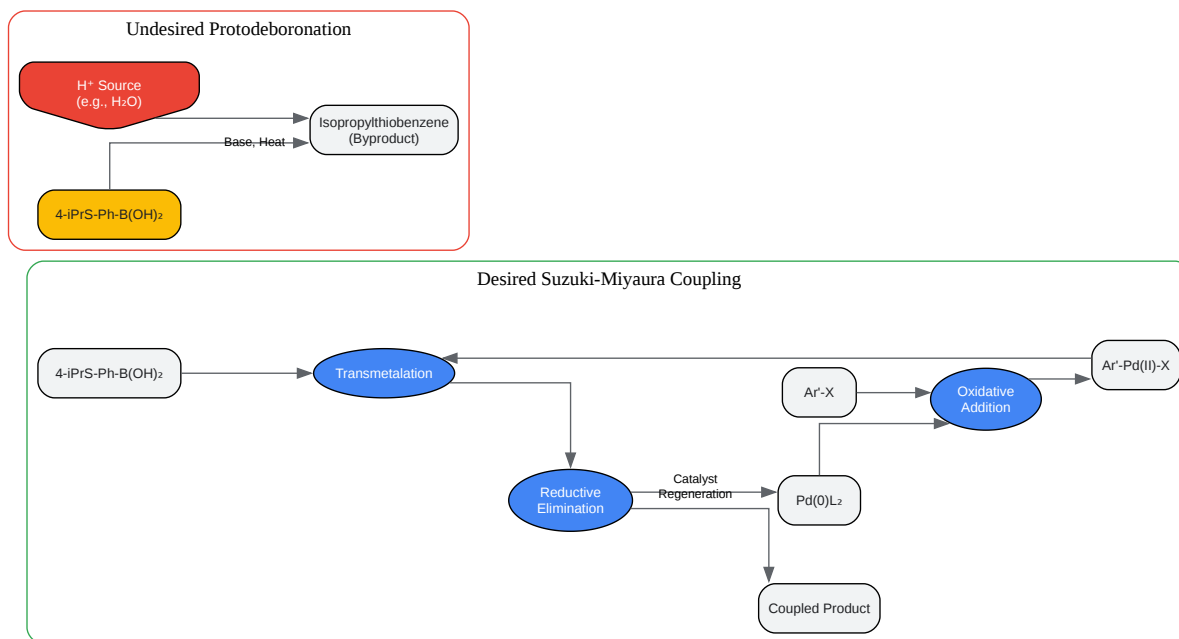 Undesired Protodeboronation
H⁺ Source
(e.g., H₂O)
Isopropylthiobenzene
(Byproduct)
Base, Heat
4-iPrS-Ph-B(OH)₂
Desired Suzuki-Miyaura Coupling
4-iPrS-Ph-B(OH)₂
Transmetalation
Ar'-Pd(II)-X
Ar'-X
Oxidative
Addition
Reductive
Elimination
Catalyst
Regeneration
Pd(0)L₂
Coupled Product